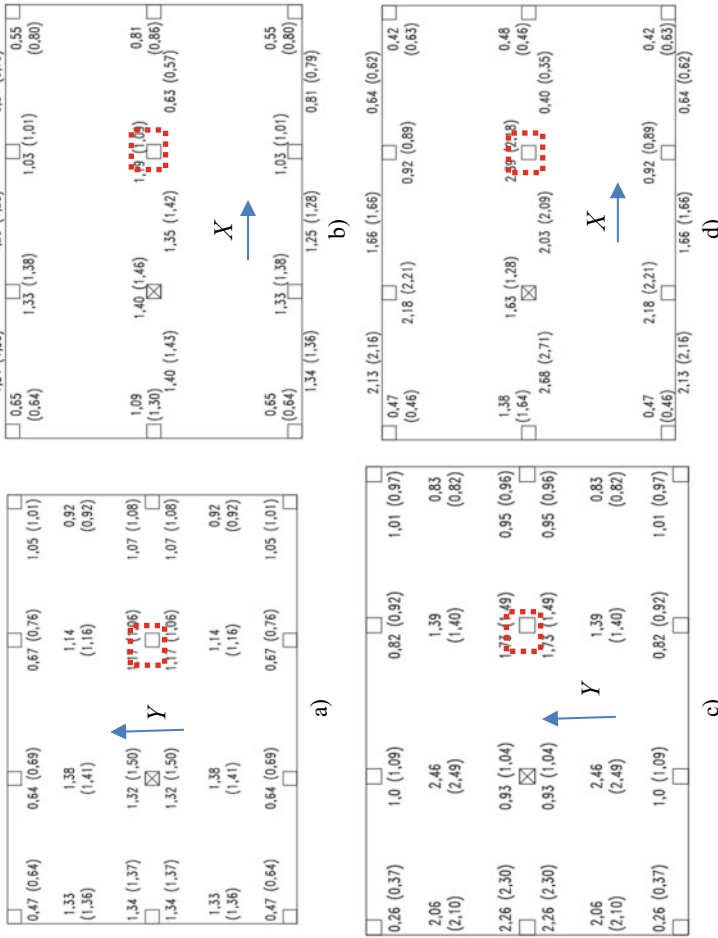 0,47 (0,64) 0,64 (0,69) 0,67 (0,76) 1,05 (1,01)
1,33 1,38 1,14 0,92
(1,36) (1,41) (1,16) (0,92)
1,34 (1,37) 1,32 (1,50) 1,17 (1,06) 1,07 (1,08)
1,34 (1,37) 1,32 (1,50) 1,17 (1,06) 1,07 (1,08)
Y
1,33 1,38 1,14 0,92
(1,36) (1,41) (1,16) (0,92)
0,47 (0,64) 0,64 (0,69) 0,67 (0,76) 1,05 (1,01)
a)
0,65 0,55
(0,64) 1,33 (1,38) 1,03 (1,01) (0,80)
1,09 1,40 (1,46) 0,81
(1,30) (0,86)
1,40 (1,43) 1,35 (1,42) 0,63 (0,57)
X
0,65 1,33 (1,38) 1,03 (1,01) 0,55
(0,64) (0,80)
1,34 (1,36) 1,25 (1,28) 0,81 (0,79)
b)
0,26 (0,37) 1,0 (1,09) 0,82 (0,92) 1,01 (0,97)
2,06 2,46 1,39 0,83
(2,10) (2,49) (1,40) (0,82)
2,26 (2,30) 0,93 (1,04) 1,73 (1,49) 0,95 (0,96)
2,26 (2,30) 0,93 (1,04) 1,73 (1,49) 0,95 (0,96)
Y
2,06 2,46 1,39 0,83
(2,10) (2,49) (1,40) (0,82)
0,26 (0,37) 1,0 (1,09) 0,82 (0,92) 1,01 (0,97)
c)
2,13 (2,16) 1,66 (1,66) 0,64 (0,62)
0,47 2,18 (2,21) 0,92 (0,89) 0,42
(0,46) (0,63)
1,38 1,63 (1,28) 0,48
(1,64) (0,46)
2,68 (2,71) 2,03 (2,09) 0,40 (0,35)
X
0,47 2,18 (2,21) 0,92 (0,89) 0,42
(0,46) (0,63)
2,13 (2,16) 1,66 (1,66) 0,64 (0,62)
d)